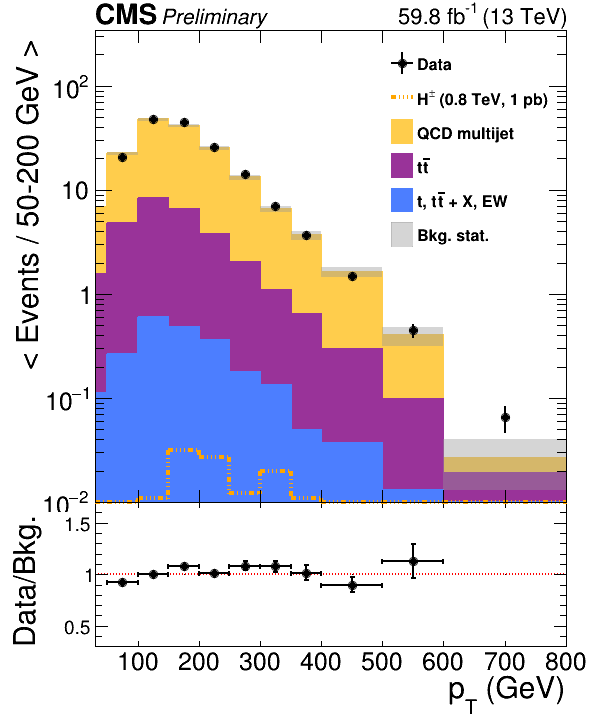 CMS Preliminary 59.8 fb⁻¹ (13 TeV)
< Events / 50-200 GeV >
10²
10
1
10⁻¹
10⁻²
Data
H± (0.8 TeV, 1 pb)
QCD multijet
tt̄
t, tt̄ + X, EW
Bkg. stat.
Data/Bkg.
1.5
1
0.5
100 200 300 400 500 600 700 800
p_T (GeV)